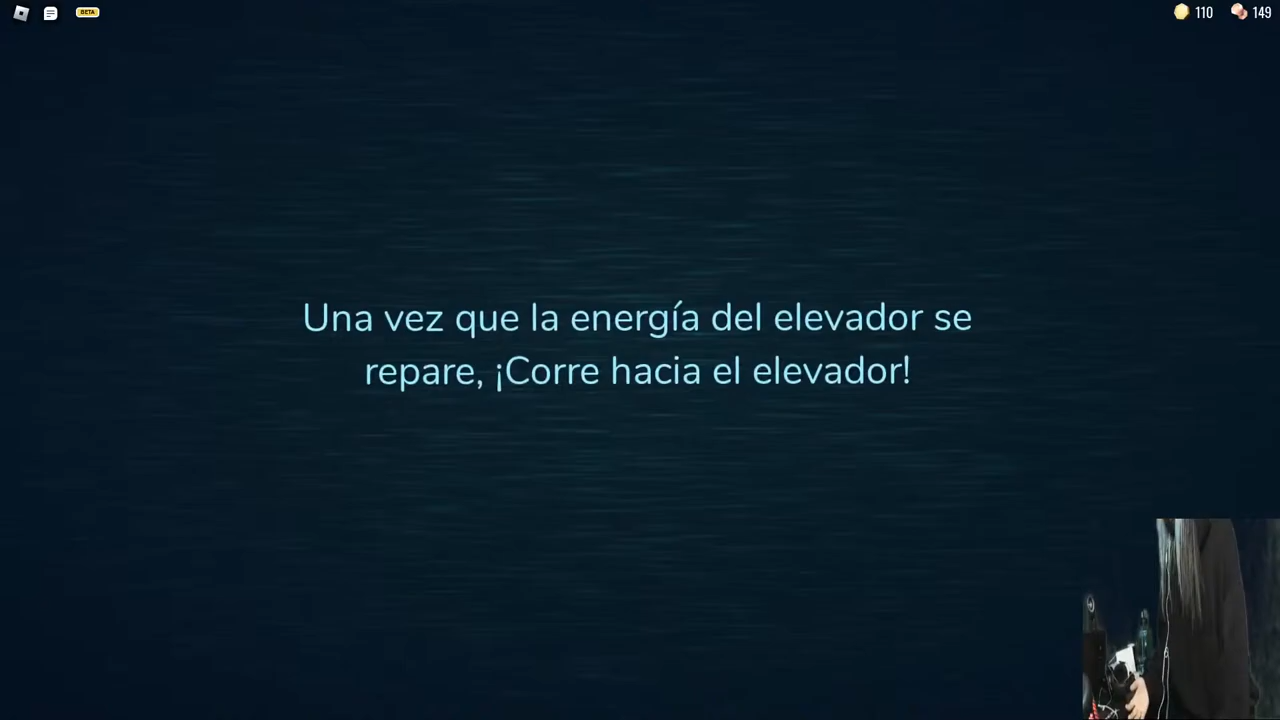 BETA
110
149
Una vez que la energía del elevador se
repare, ¡Corre hacia el elevador!